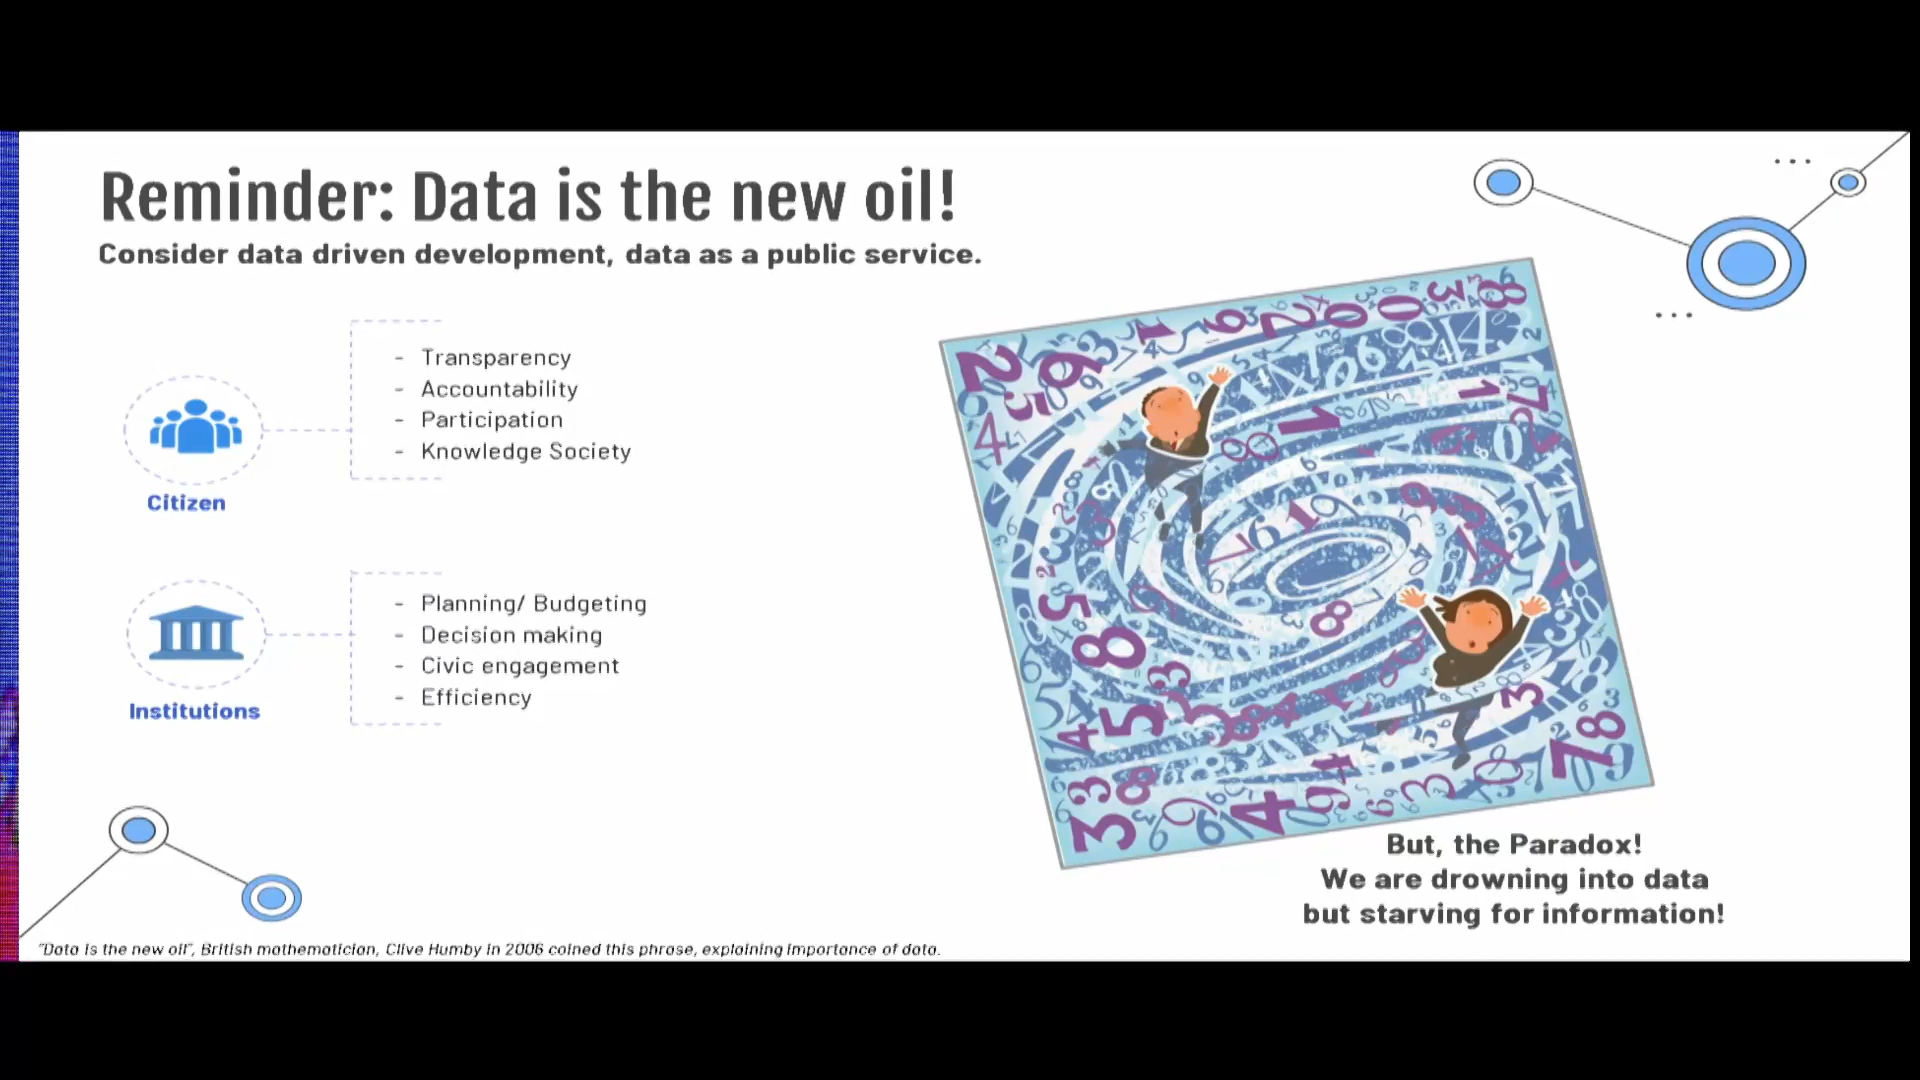 Reminder: Data is the new oil!
Consider data driven development, data as a public service.
- Transparency
- Accountability
- Participation
- Knowledge Society
Citizen
- Planning/ Budgeting
- Decision making
- Civic engagement
- Efficiency
Institutions
But, the Paradox!
We are drowning into data
but starving for information!
"Data is the new oil", British mathematician, Clive Humby in 2006 coined this phrase, explaining importance of data.